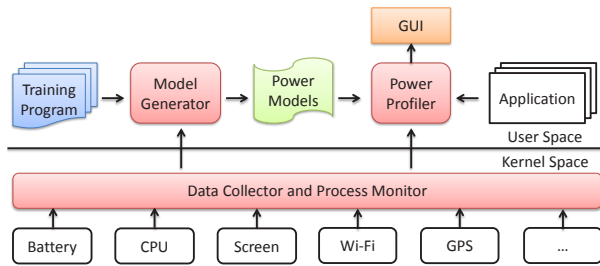 GUI
Training
Program
Model
Generator
Power
Models
Power
Profiler
Application
User Space
Kernel Space
Data Collector and Process Monitor
Battery
CPU
Screen
Wi-Fi
GPS
...